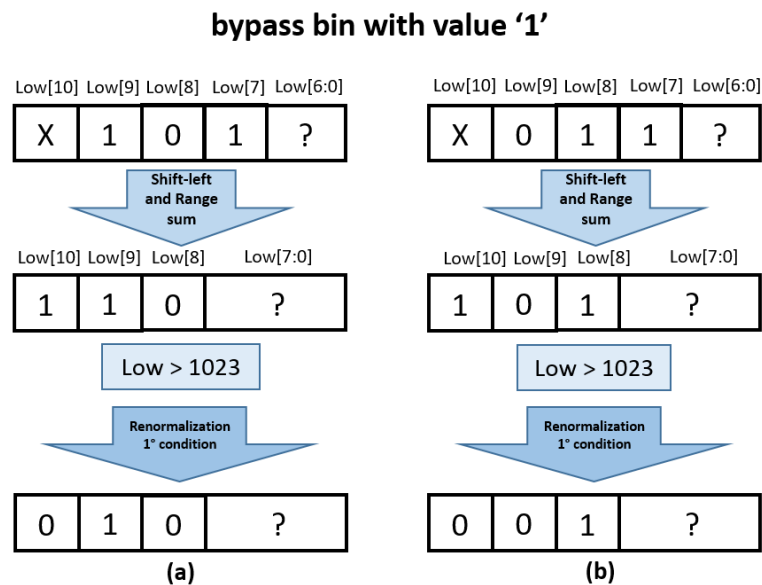 bypass bin with value ‘1’
Low[10] Low[9] Low[8] Low[7] Low[6:0]
X 1 0 1 ?
Shift-left
and Range
sum
Low[10] Low[9] Low[8] Low[7:0]
1 1 0 ?
Low > 1023
Renormalization
1° condition
0 1 0 ?
(a)
Low[10] Low[9] Low[8] Low[7] Low[6:0]
X 0 1 1 ?
Shift-left
and Range
sum
Low[10] Low[9] Low[8] Low[7:0]
1 0 1 ?
Low > 1023
Renormalization
1° condition
0 0 1 ?
(b)